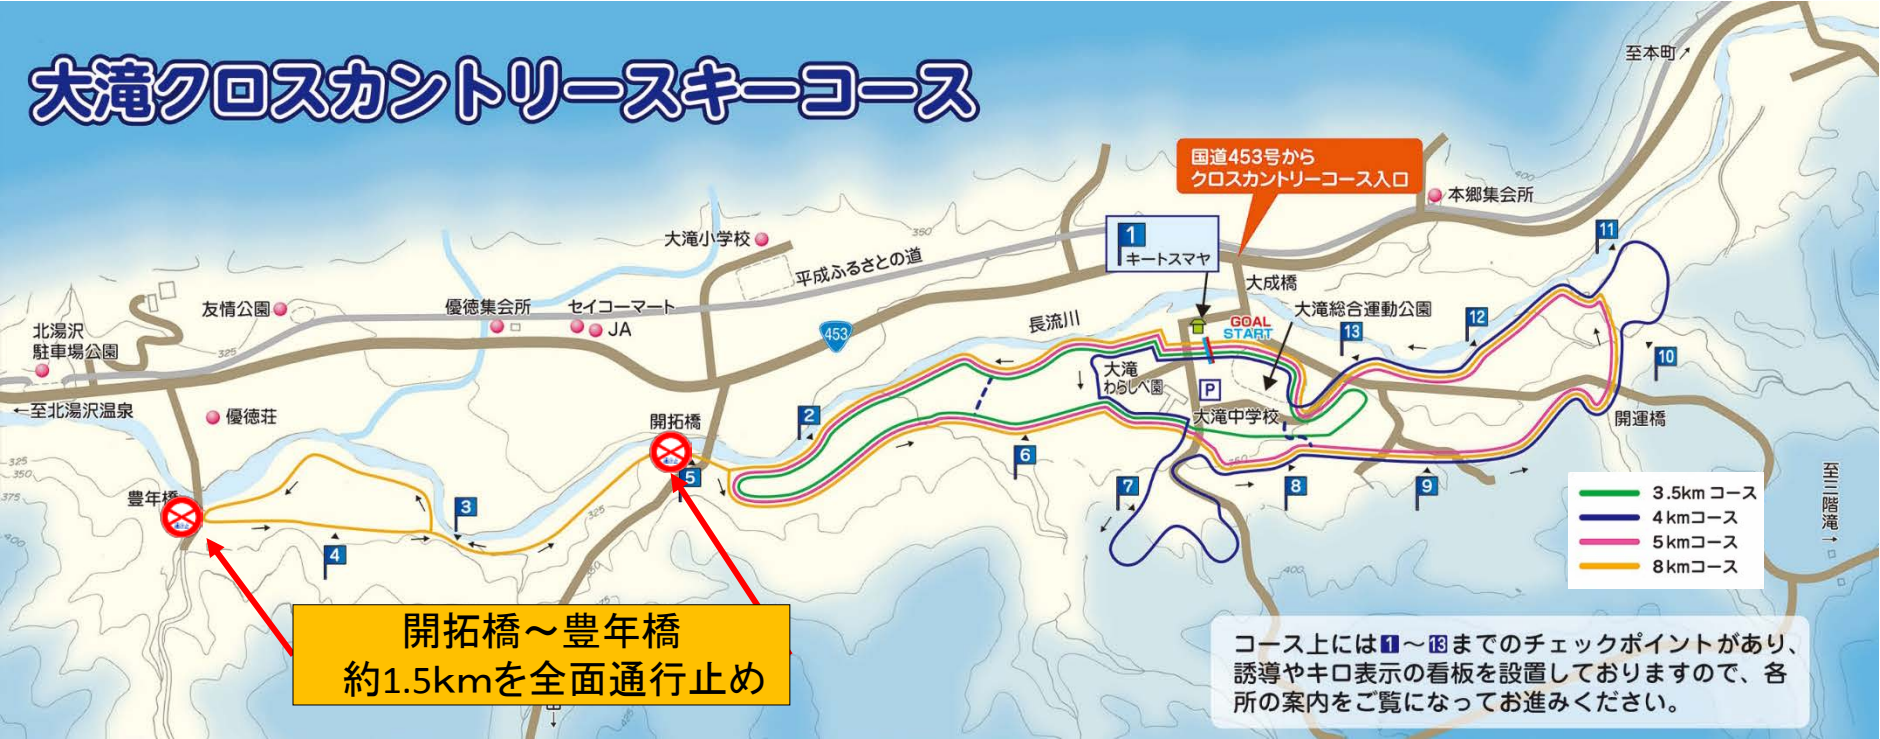 大滝クロスカントリースキーコース
至本町
国道453号から
クロスカントリーコース入口
本郷集会所
400
1
キートスマヤ
大滝小学校
350
平成ふるさとの道
大成橋
11
友情公園
優徳集会所
セイコーマート
JA
453
長流川
GOAL
START
大滝総合運動公園
13
12
10
北湯沢
駐車場公園
325
←至北湯沢温泉
優徳荘
開拓橋
2
大滝
わらしべ園
P
大滝中学校
開運橋
5
6
7
350
8
9
325
350
375
400
豊年橋
3
4
325
350
375
425
400
至三階滝→
3.5kmコース
4kmコース
5kmコース
8kmコース
開拓橋～豊年橋
約1.5kmを全面通行止め
コース上には1～13までのチェックポイントがあり、
誘導やキロ表示の看板を設置しておりますので、各
所の案内をご覧になってお進みください。